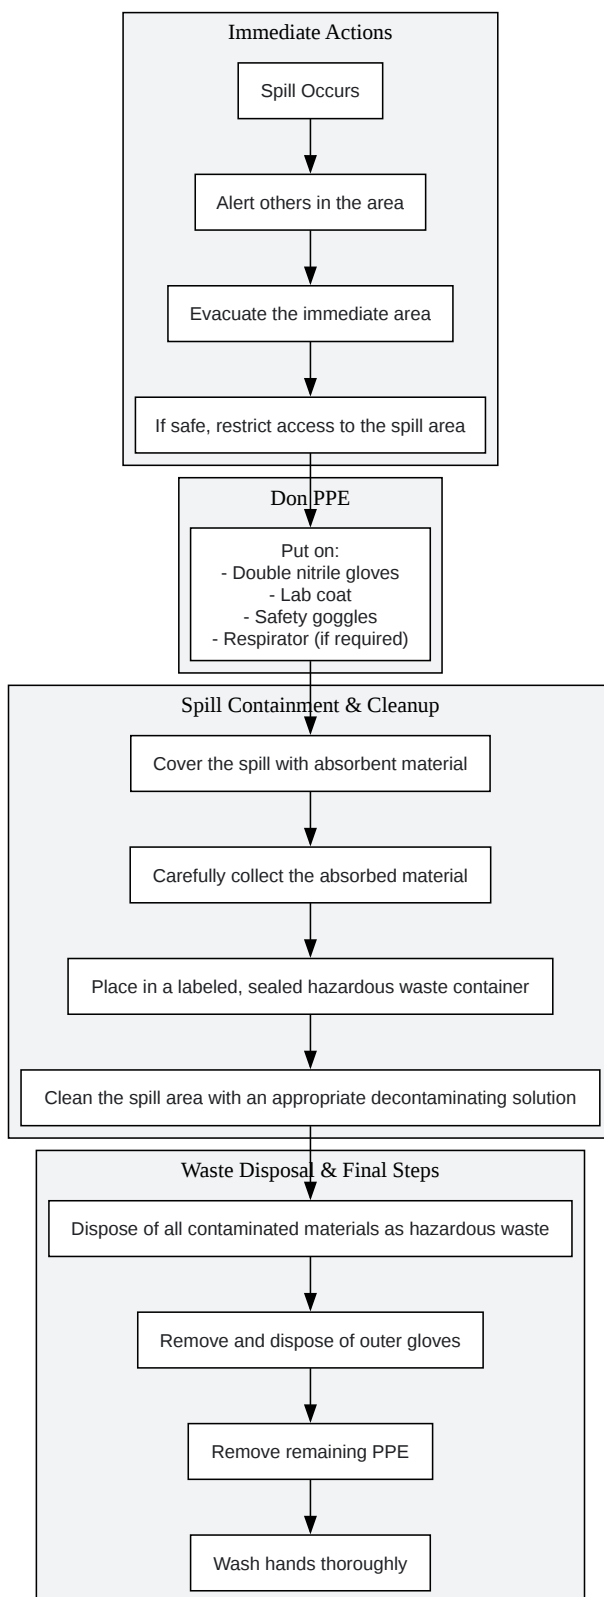 Immediate Actions
Spill Occurs
Alert others in the area
Evacuate the immediate area
If safe, restrict access to the spill area
Don PPE
Put on:
- Double nitrile gloves
- Lab coat
- Safety goggles
- Respirator (if required)
Spill Containment & Cleanup
Cover the spill with absorbent material
Carefully collect the absorbed material
Place in a labeled, sealed hazardous waste container
Clean the spill area with an appropriate decontaminating solution
Waste Disposal & Final Steps
Dispose of all contaminated materials as hazardous waste
Remove and dispose of outer gloves
Remove remaining PPE
Wash hands thoroughly